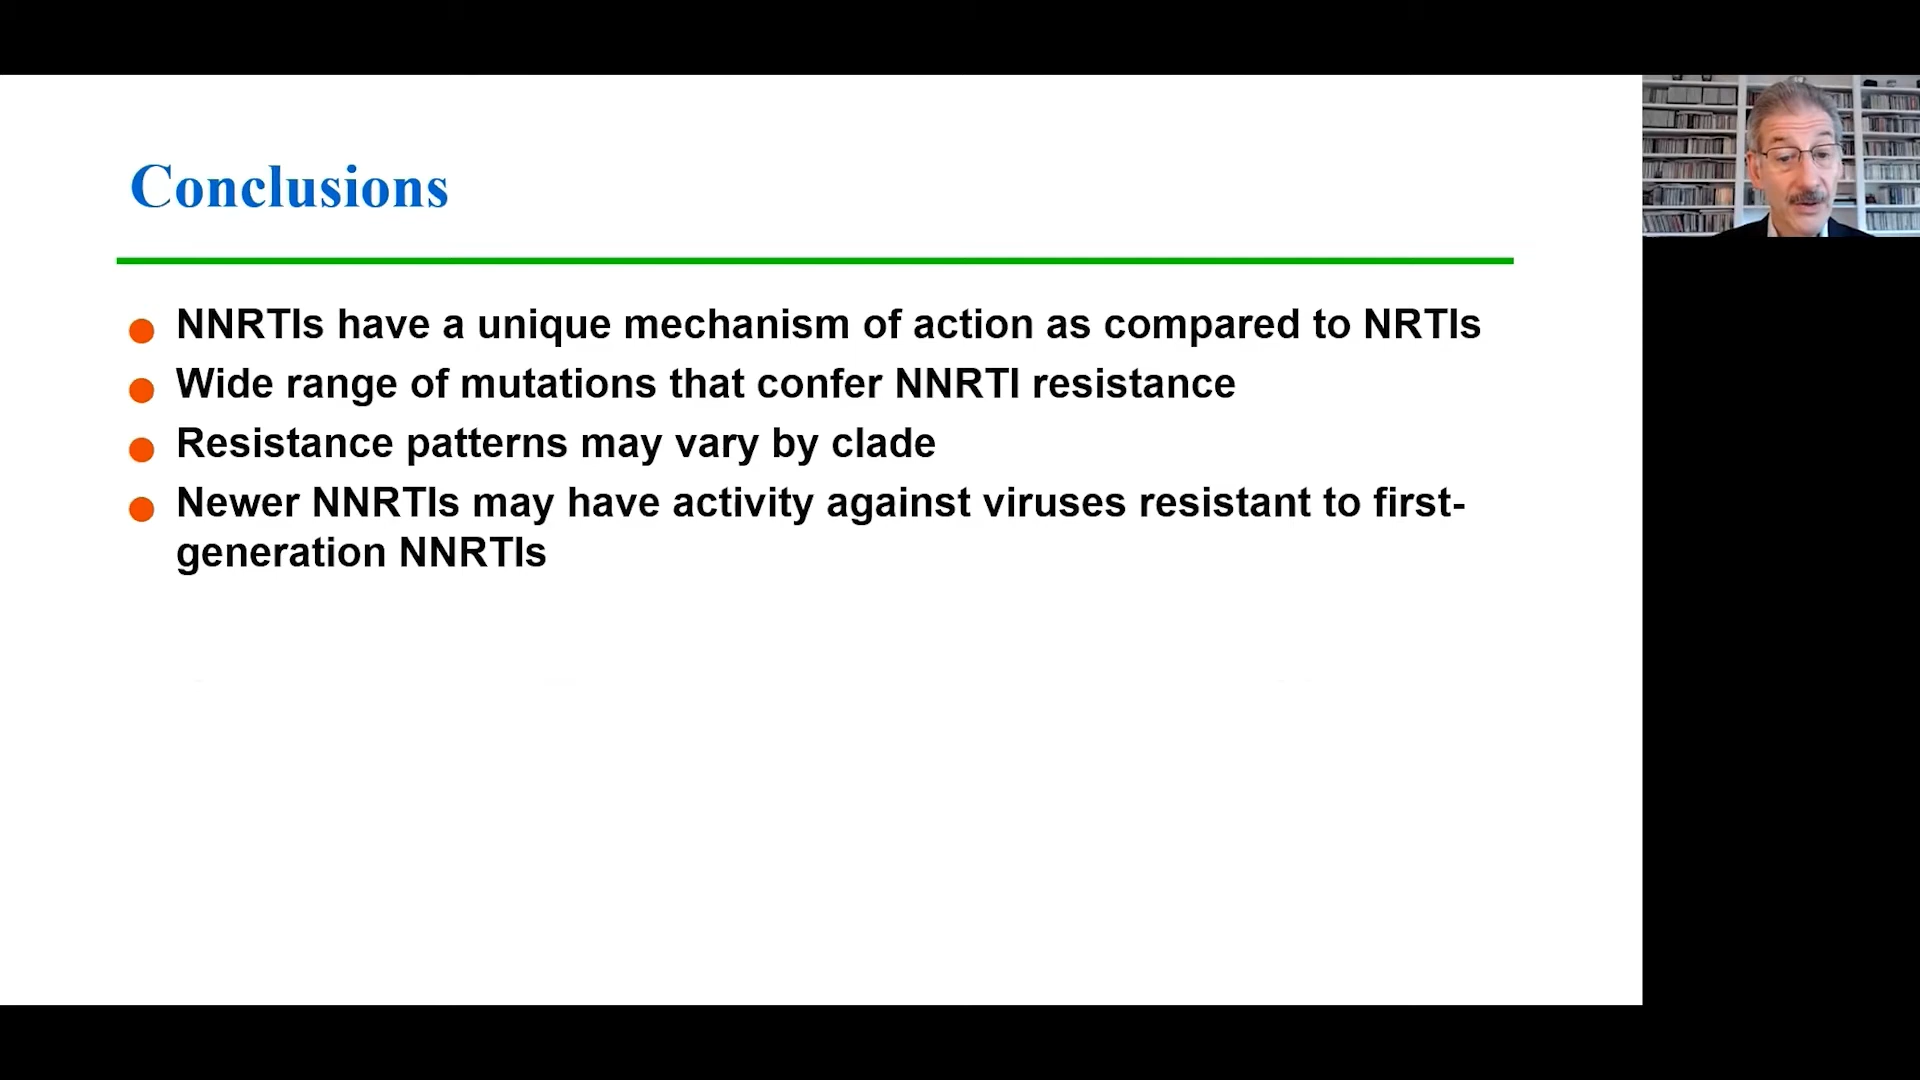 Conclusions
NNRTIs have a unique mechanism of action as compared to NRTIs
Wide range of mutations that confer NNRTI resistance
Resistance patterns may vary by clade
Newer NNRTIs may have activity against viruses resistant to first-
generation NNRTIs